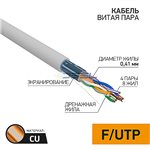 КАБЕЛЬ
ВИТАЯ ПАРА
ДИАМЕТР ЖИЛЫ
0,41 мм
ЭКРАНИРОВАНИЕ
4 ПАРЫ
8 ЖИЛ
ДРЕНАЖНАЯ
ЖИЛА
МАТЕРИАЛ:
CU
F/UTP